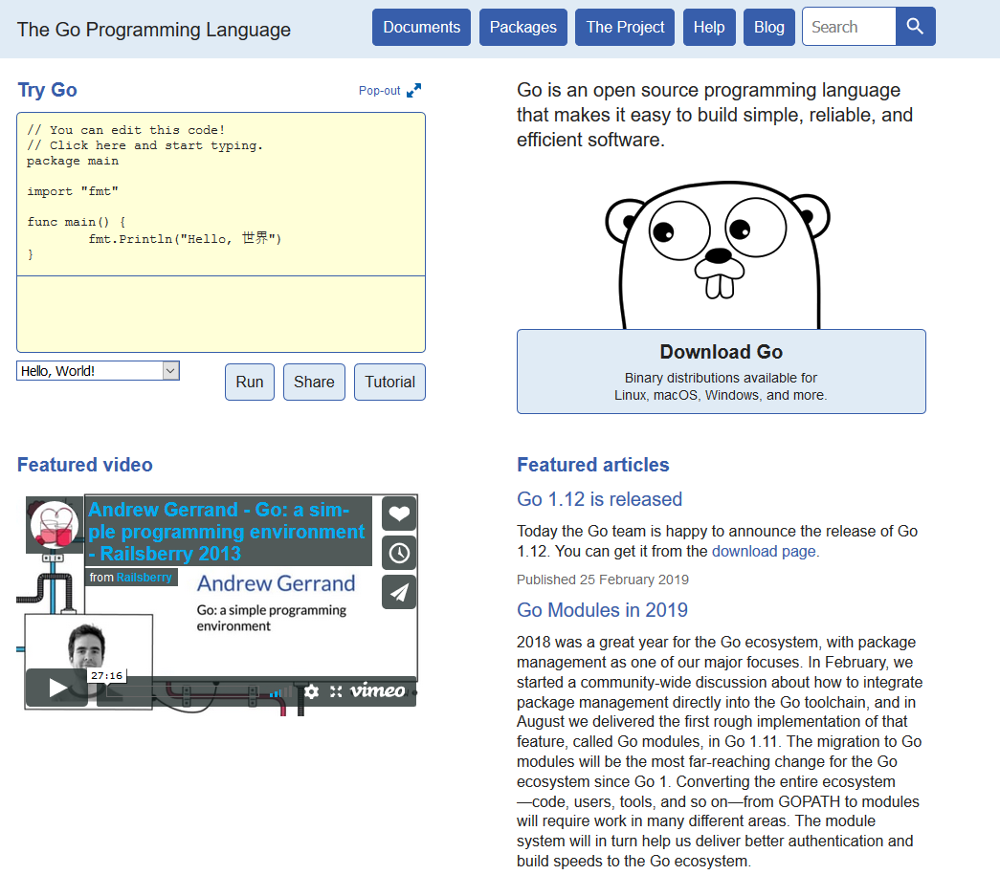 The Go Programming Language
Documents
Packages
The Project
Help
Blog
Search
Try Go
Pop-out
// You can edit this code!
// Click here and start typing.
package main
import "fmt"
func main() {
fmt.Println("Hello, 世界")
}
Hello, World!
Run
Share
Tutorial
Go is an open source programming language
that makes it easy to build simple, reliable, and
efficient software.
Download Go
Binary distributions available for
Linux, macOS, Windows, and more.
Featured video
Andrew Gerrand - Go: a sim-
ple programming environment
- Railsberry 2013
from Railsberry
Andrew Gerrand
Go: a simple programming
environment
27:16
vimeo
Featured articles
Go 1.12 is released
Today the Go team is happy to announce the release of Go
1.12. You can get it from the download page.
Published 25 February 2019
Go Modules in 2019
2018 was a great year for the Go ecosystem, with package
management as one of our major focuses. In February, we
started a community-wide discussion about how to integrate
package management directly into the Go toolchain, and in
August we delivered the first rough implementation of that
feature, called Go modules, in Go 1.11. The migration to Go
modules will be the most far-reaching change for the Go
ecosystem since Go 1. Converting the entire ecosystem
—code, users, tools, and so on—from GOPATH to modules
will require work in many different areas. The module
system will in turn help us deliver better authentication and
build speeds to the Go ecosystem.